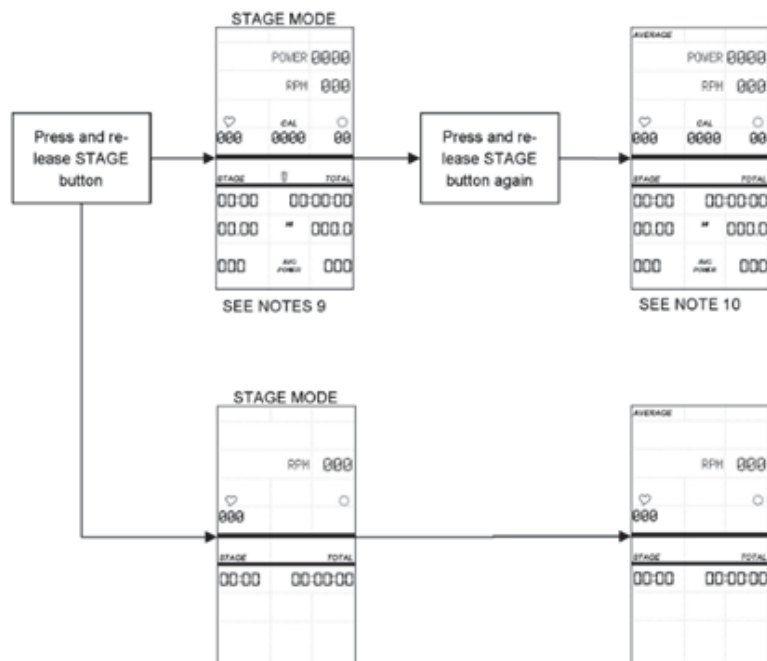 STAGE MODE
POWER 0000
RPM 000
CAL
000 0000 00
STAGE TOTAL
00:00 00:00:00
00.00 MI 000.0
000 AVG POWER 000
SEE NOTES 9
Press and re-
lease STAGE
button
Press and re-
lease STAGE
button again
AVERAGE
POWER 0000
RPM 000
CAL
000 0000 00
STAGE TOTAL
00:00 00:00:00
00.00 MI 000.0
000 AVG POWER 000
SEE NOTE 10
STAGE MODE
RPM 000
000
STAGE TOTAL
00:00 00:00:00
AVERAGE
RPM 000
000
STAGE TOTAL
00:00 00:00:00